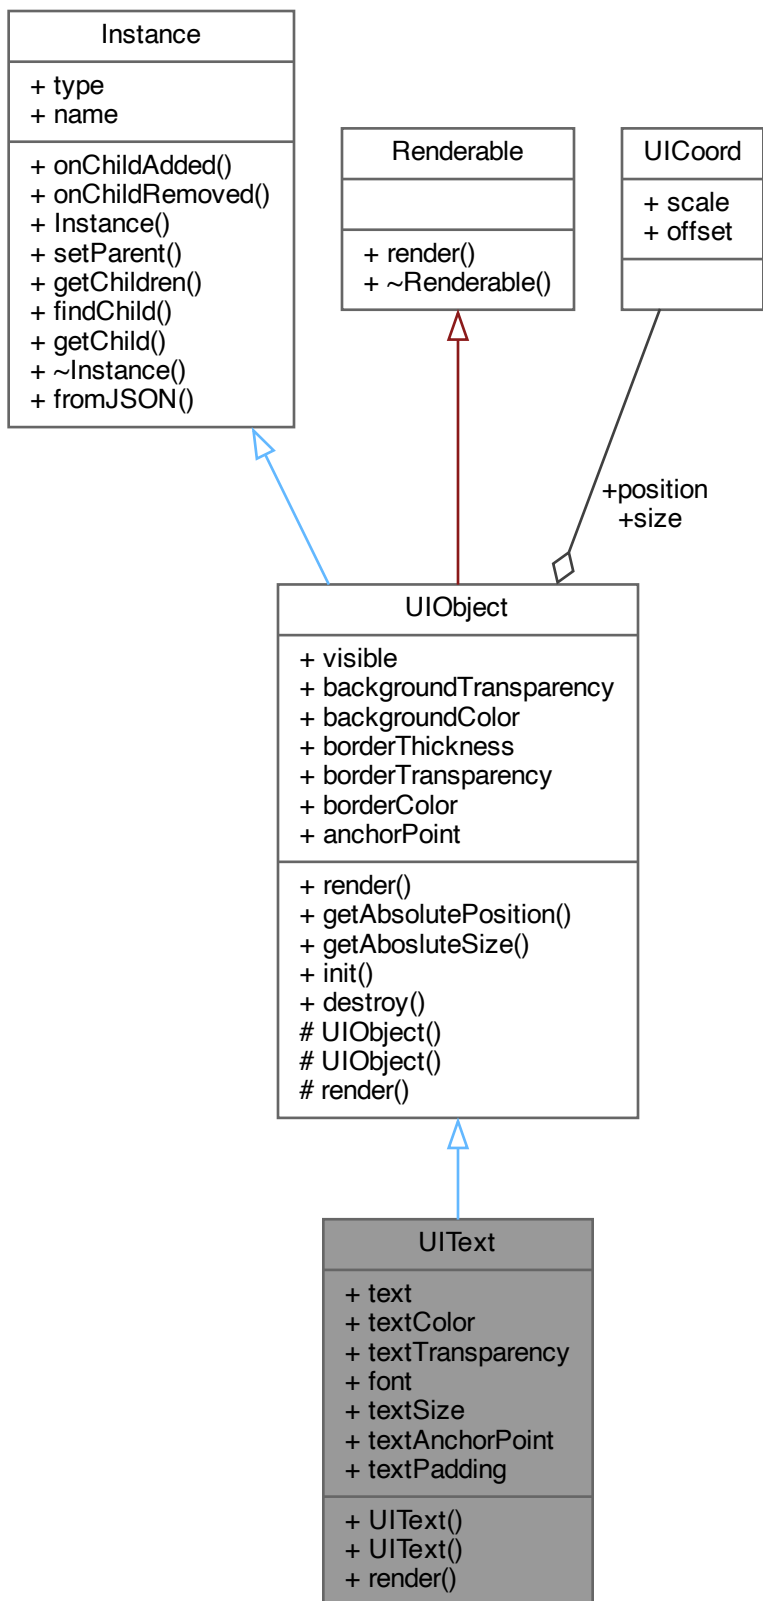 Instance
+ type
+ name
+ onChildAdded()
+ onChildRemoved()
+ Instance()
+ setParent()
+ getChildren()
+ findChild()
+ getChild()
+ ~Instance()
+ fromJSON()
Renderable
+ render()
+ ~Renderable()
UICoord
+ scale
+ offset
+position
+size
UIObject
+ visible
+ backgroundTransparency
+ backgroundColor
+ borderThickness
+ borderTransparency
+ borderColor
+ anchorPoint
+ render()
+ getAbsolutePosition()
+ getAbosluteSize()
+ init()
+ destroy()
# UIObject()
# UIObject()
# render()
UIText
+ text
+ textColor
+ textTransparency
+ font
+ textSize
+ textAnchorPoint
+ textPadding
+ UIText()
+ UIText()
+ render()